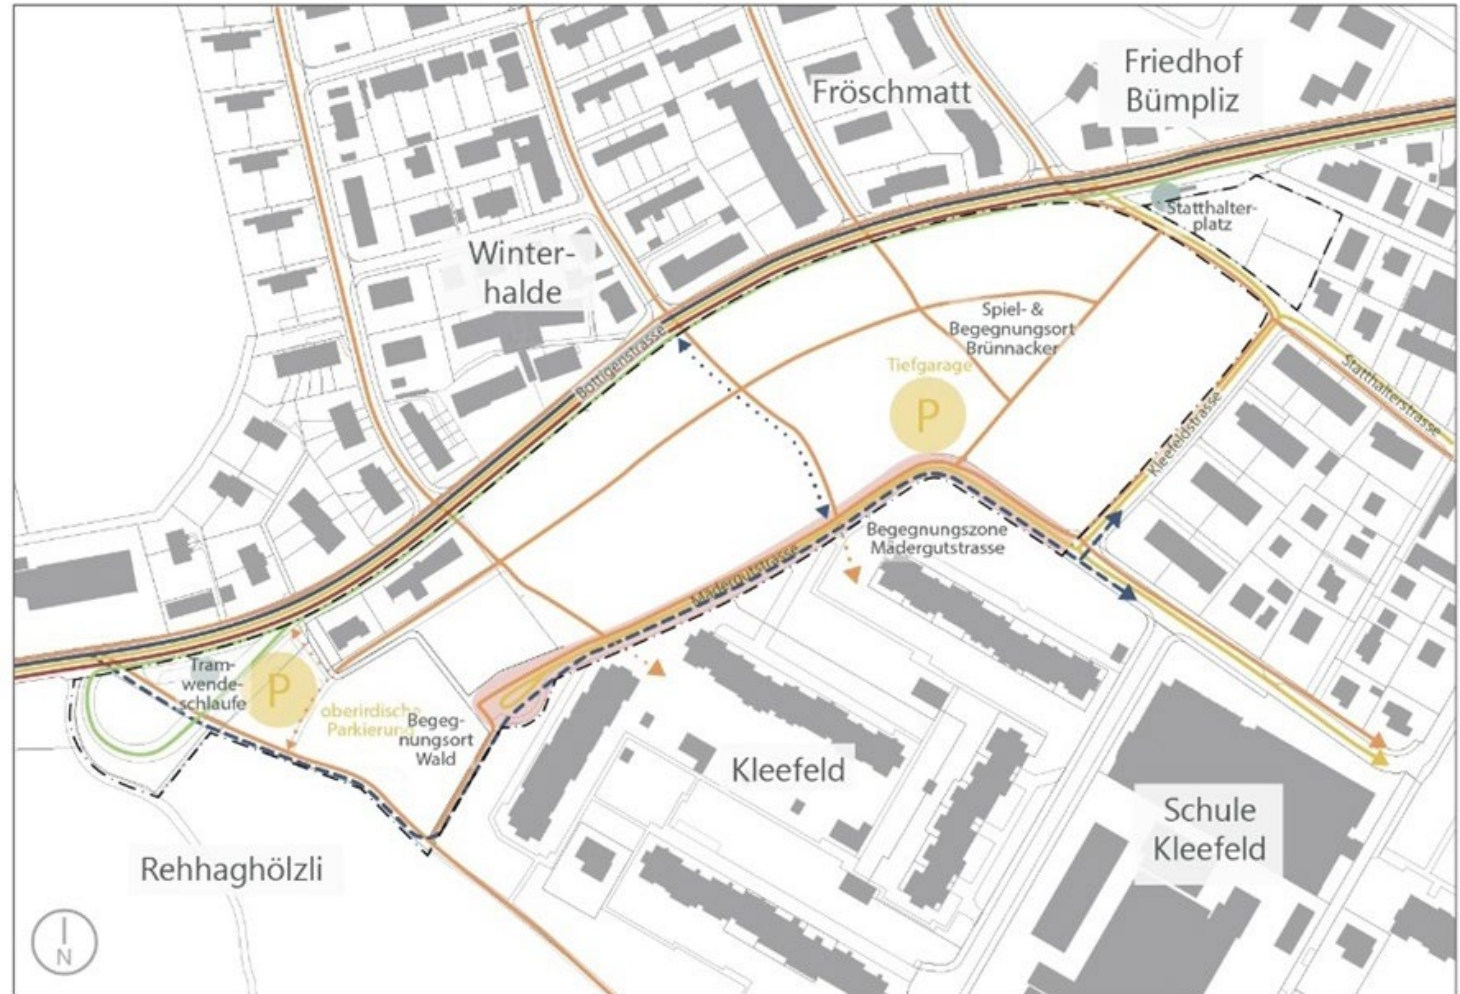 Friedhof
Bümpliz
Fröschmatt
Statthalter-
platz
Winter-
halde
Spiel- &
Begegnungsort
Brünnacker
Bottigenstrasse
Tiefgarage
P
Statthalterstrasse
Kleefeldstrasse
Begegnungszone
Mädergutstrasse
Mädergutstrasse
Tram-
wende-
schlaufe
P
oberirdische
Parkierung
Begeg-
nungsort
Wald
Kleefeld
Schule
Kleefeld
Rehhaghölzli
N